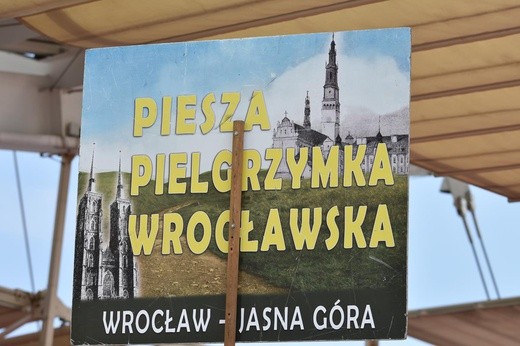 PIESZA
PIELGRZYMKA
WROCŁAWSKA
WROCŁAW - JASNA GÓRA